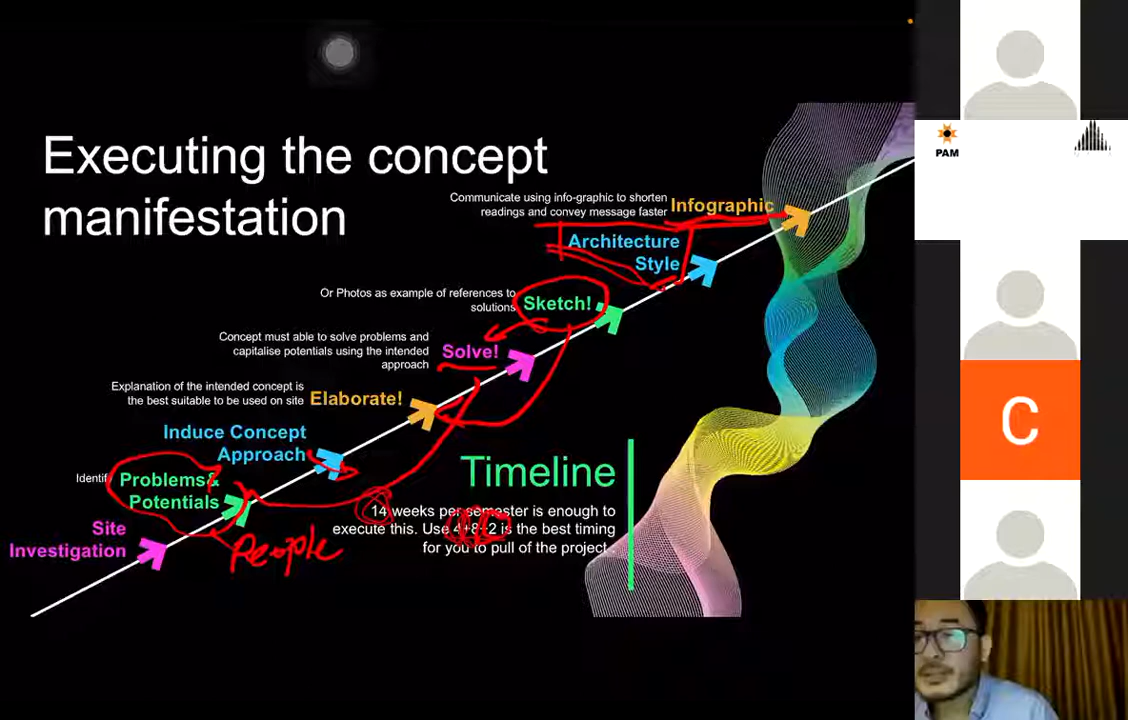 Executing the concept
manifestation
Communicate using info-graphic to shorten
readings and convey message faster
Infographic
Architecture
Style
Or Photos as example of references to
solutions
Sketch!
Concept must able to solve problems and
capitalise potentials using the intended
approach
Solve!
Explanation of the intended concept is
the best suitable to be used on site
Elaborate!
Induce Concept
Approach
Identif
Problems&
Potentials
Site
Investigation
People
Timeline
14 weeks per semester is enough to
execute this. Use 4+8+2 is the best timing
for you to pull of the project.
PAM
C